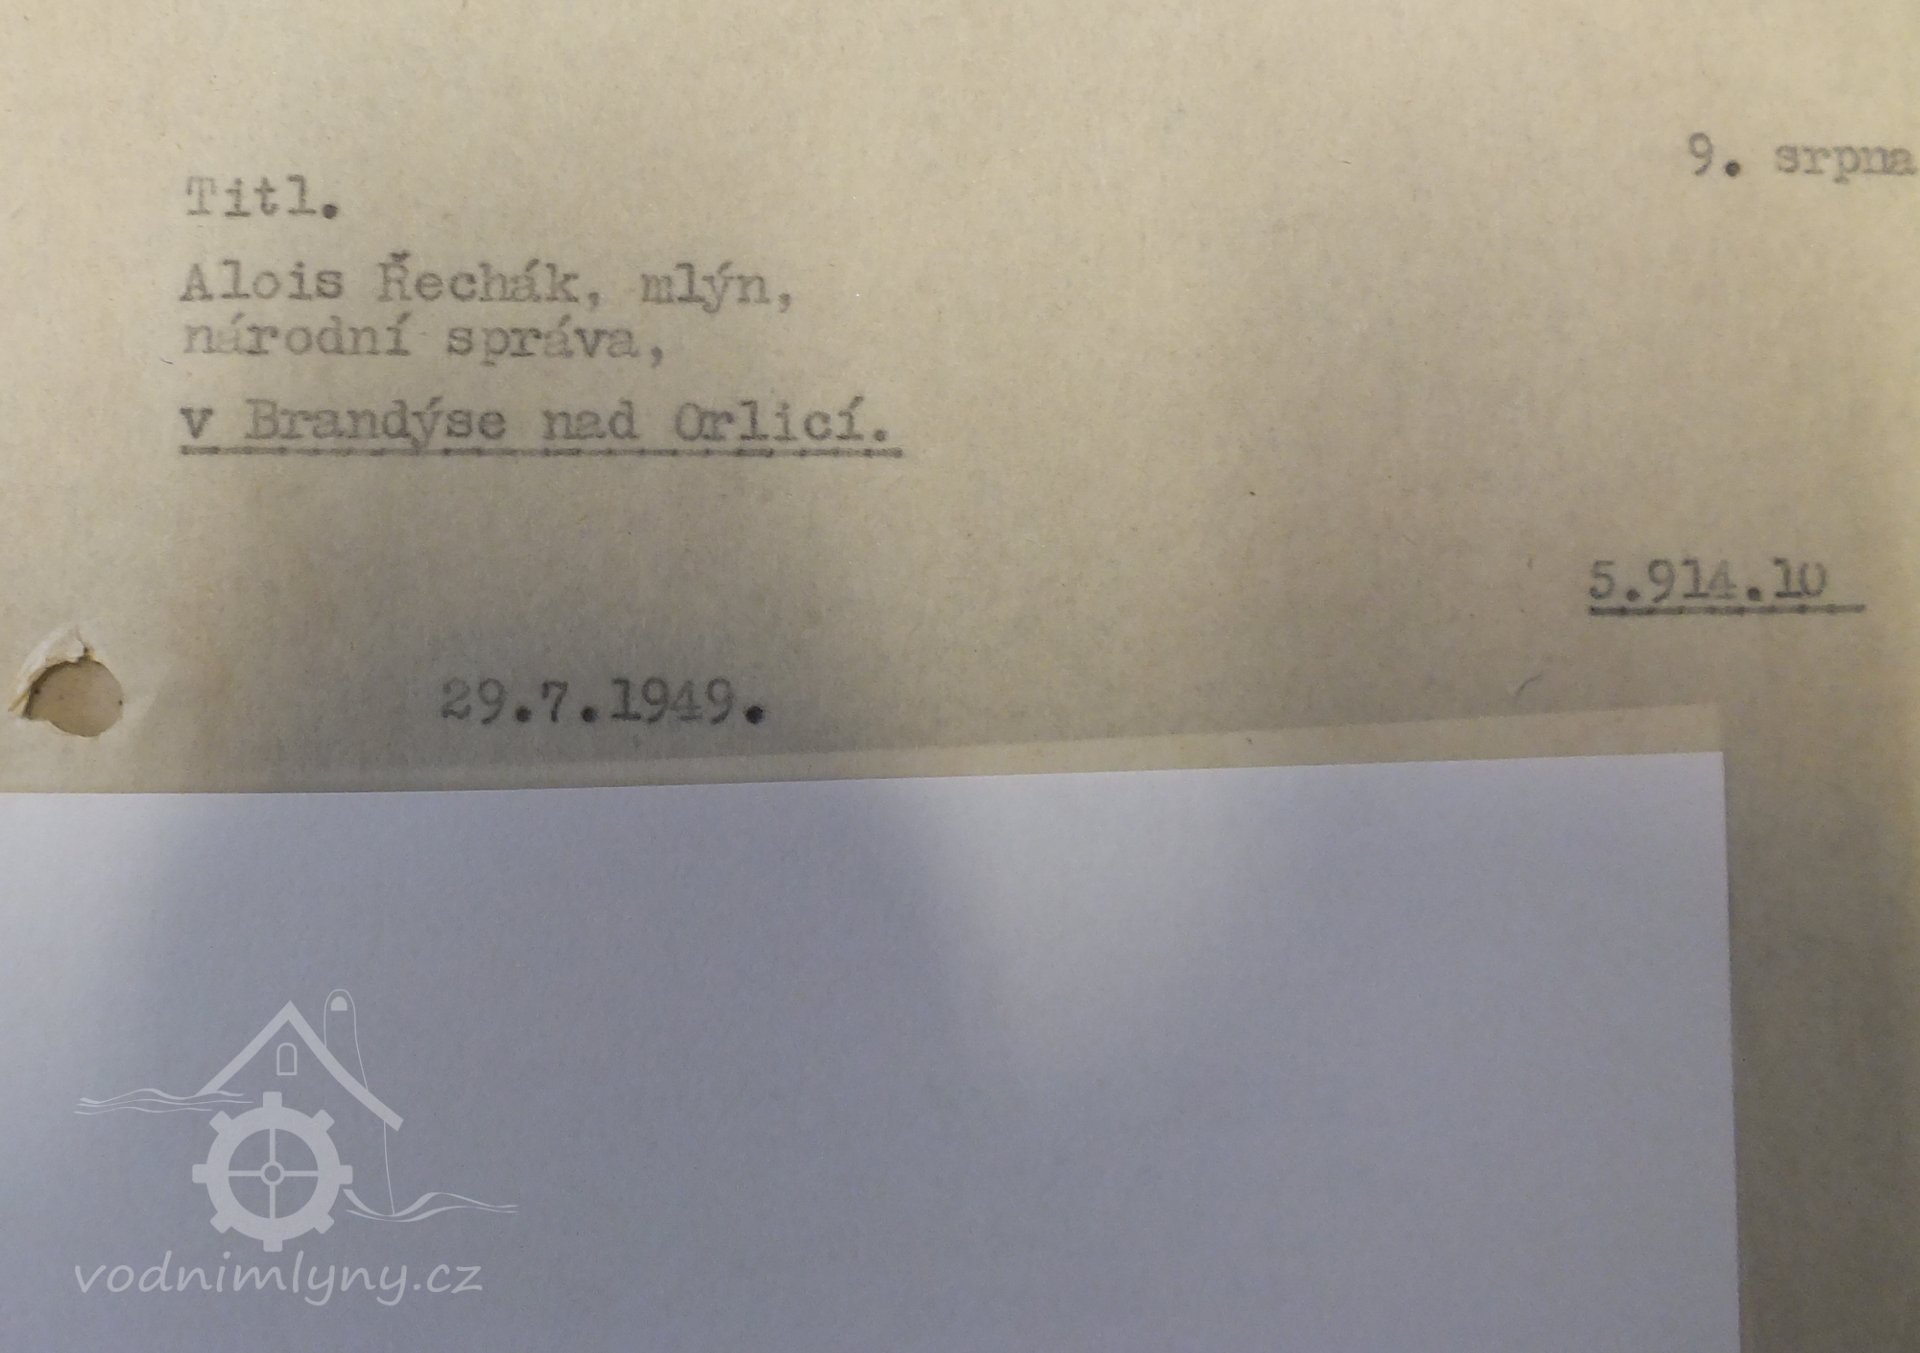 9. srpna
Titl.
Alois Řechák, mlýn,
národní správa,
v Brandýse nad Orlicí.
5.914.10
29.7.1949.
vodnimlyny.cz